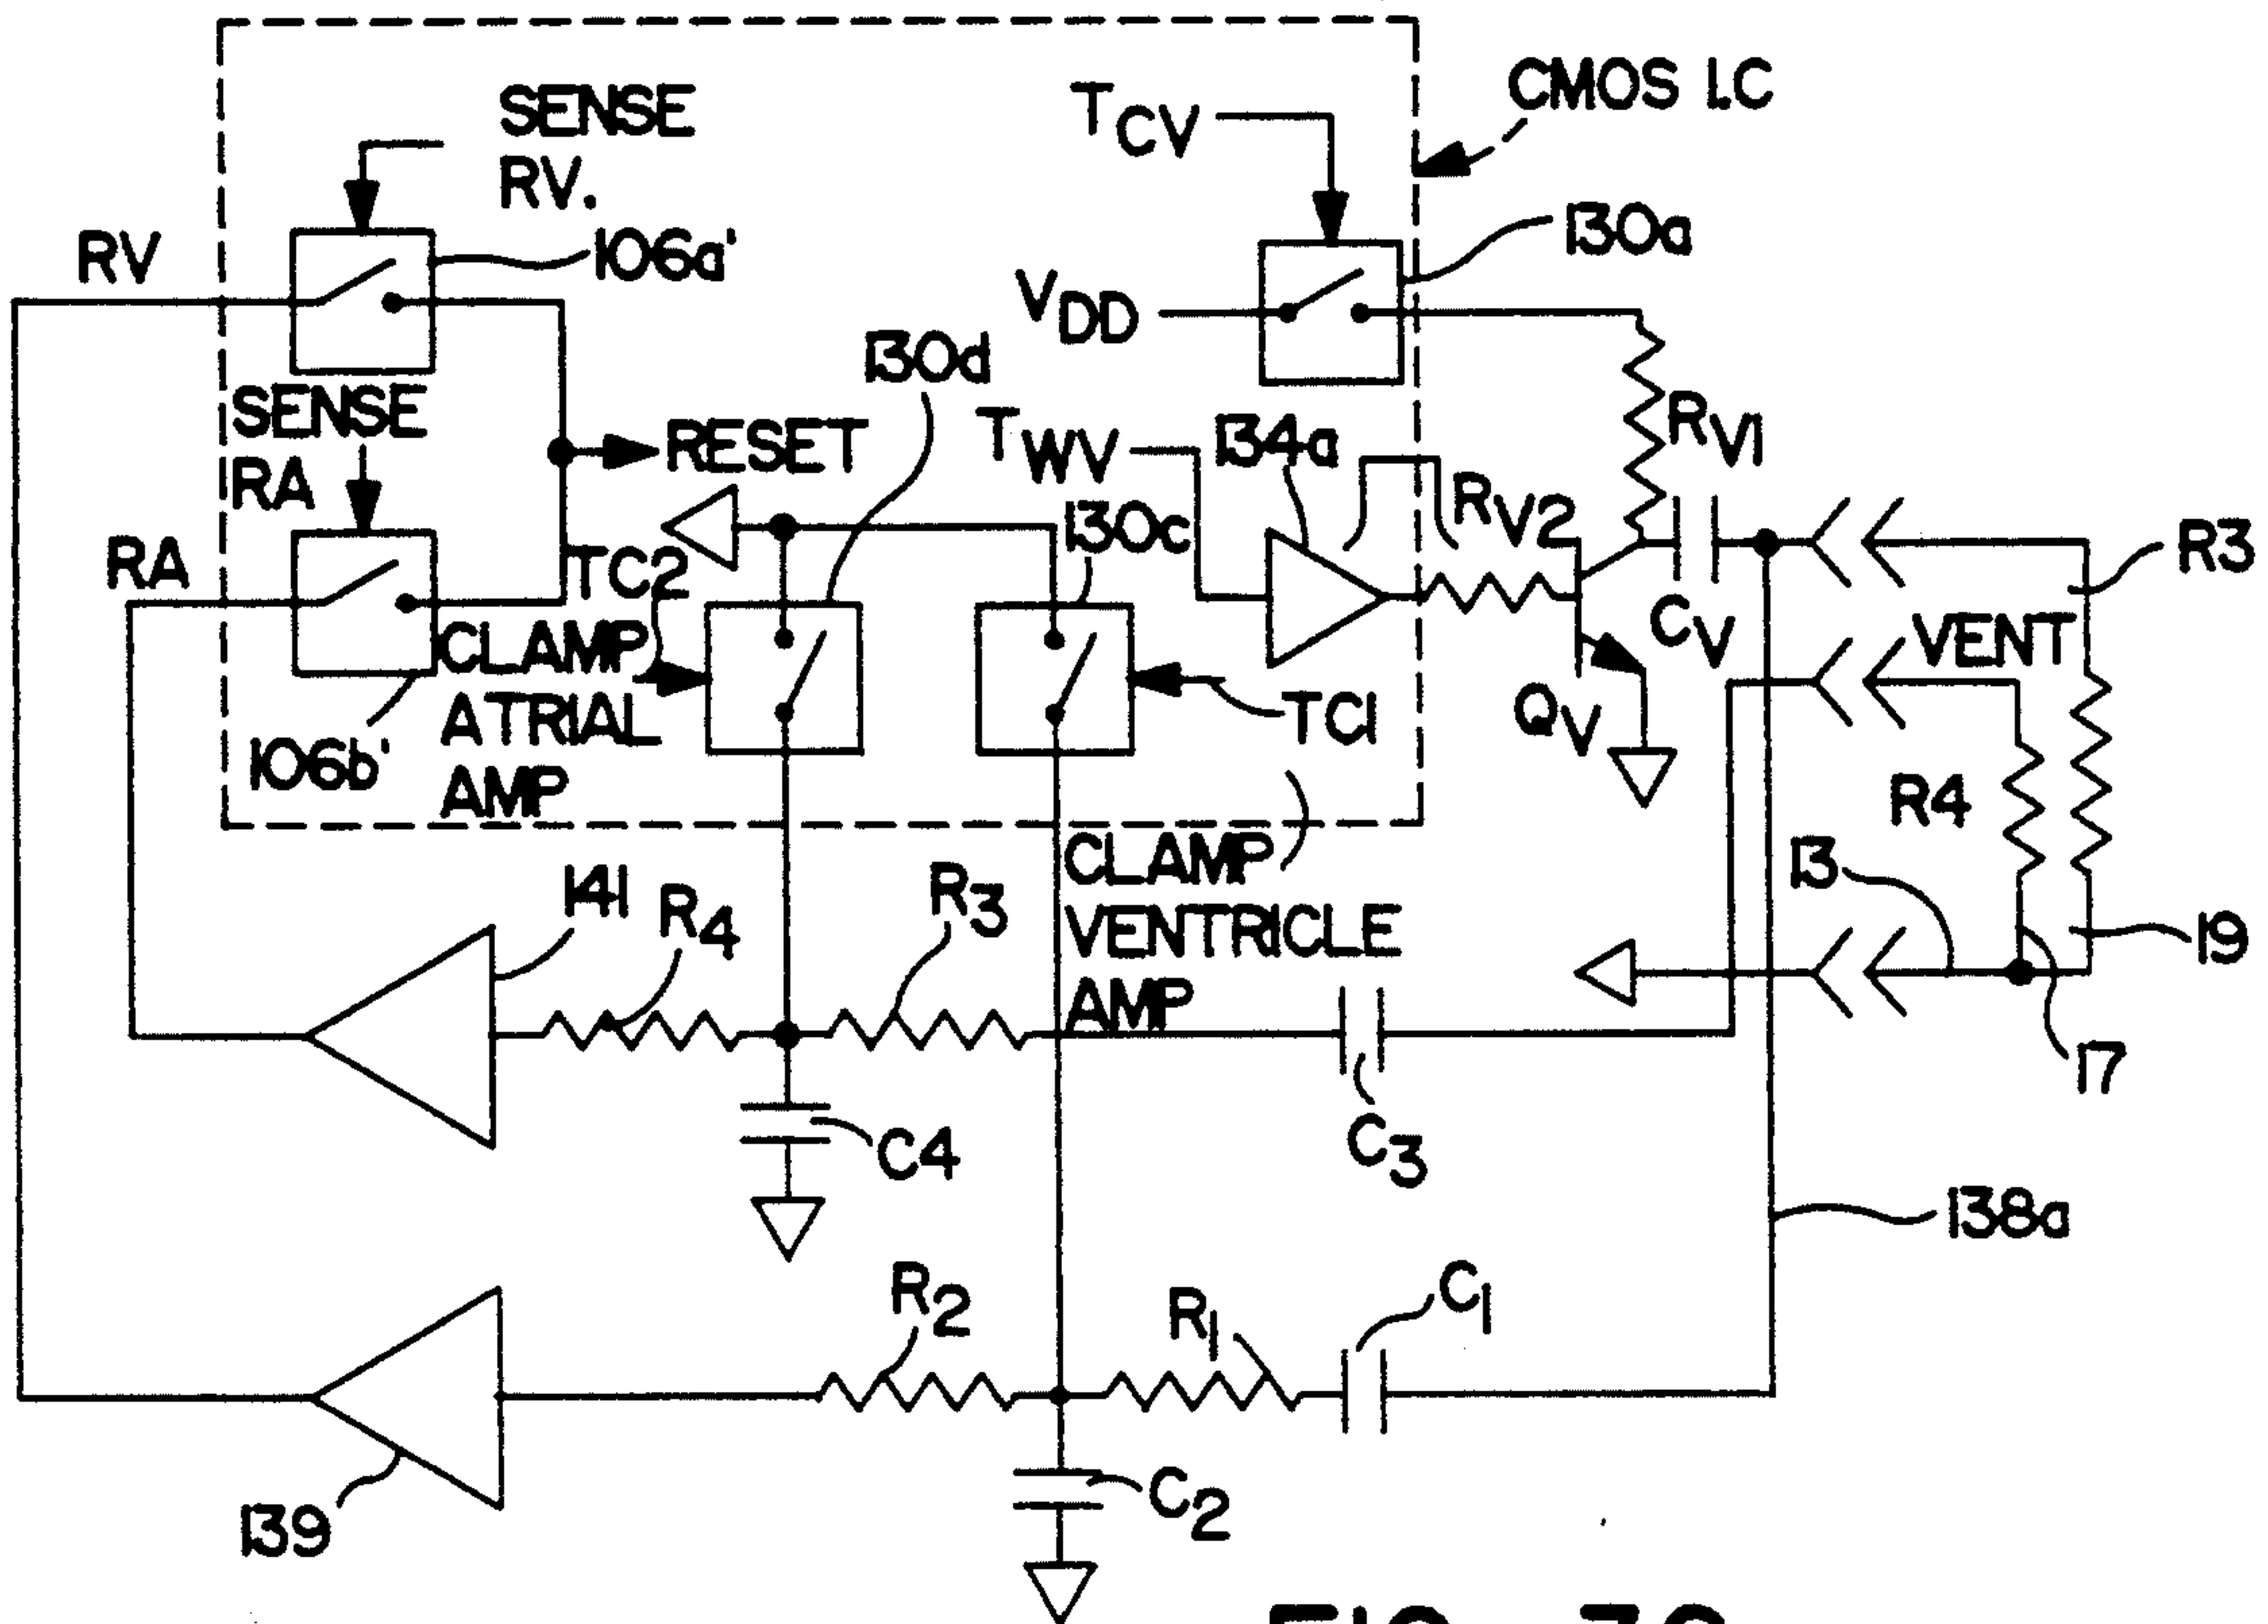 SENSE
RV.
RV
106a'
SENSE
RA
RA
106b'
RESET
TC2
CLAMP
ATRIAL
AMP
130d
TCV
CMOS I.C
VDD
130a
TWV
134a
130c
RV2
RV1
CV
QV
TC1
CLAMP
VENTRICLE
AMP
R3
VENT
R4
13
19
17
141
R4
R3
C4
C3
138a
R2
R1
C1
C2
139